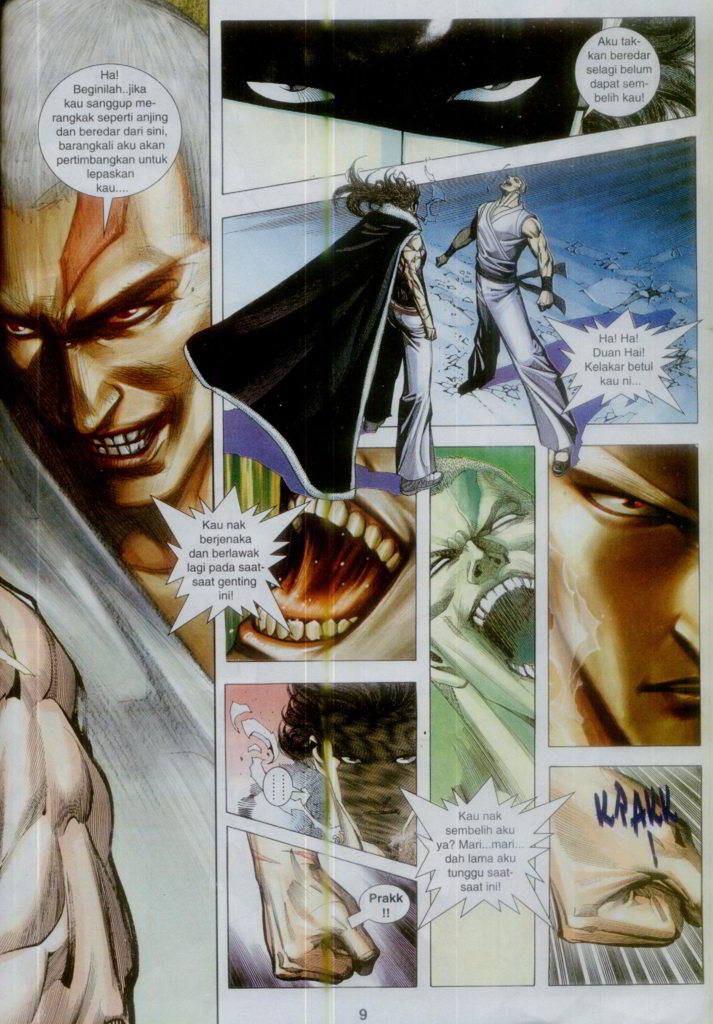 Ha!
Beginilah..jika
kau sanggup me-
rangkak seperti anjing
dan beredar dari sini,
barangkali aku akan
pertimbangkan untuk
lepaskan
kau....
Aku tak-
kan beredar
selagi belum
dapat sem-
belih kau!
Ha! Ha!
Duan Hai!
Kelakar betul
kau ni...
Kau nak
berjenaka
dan berlawak
lagi pada saat-
saat genting
ini!
........
Prakk
!!
Kau nak
sembelih aku
ya? Mari...mari...
dah lama aku
tunggu saat-
saat ini!
KRAKK
!
9